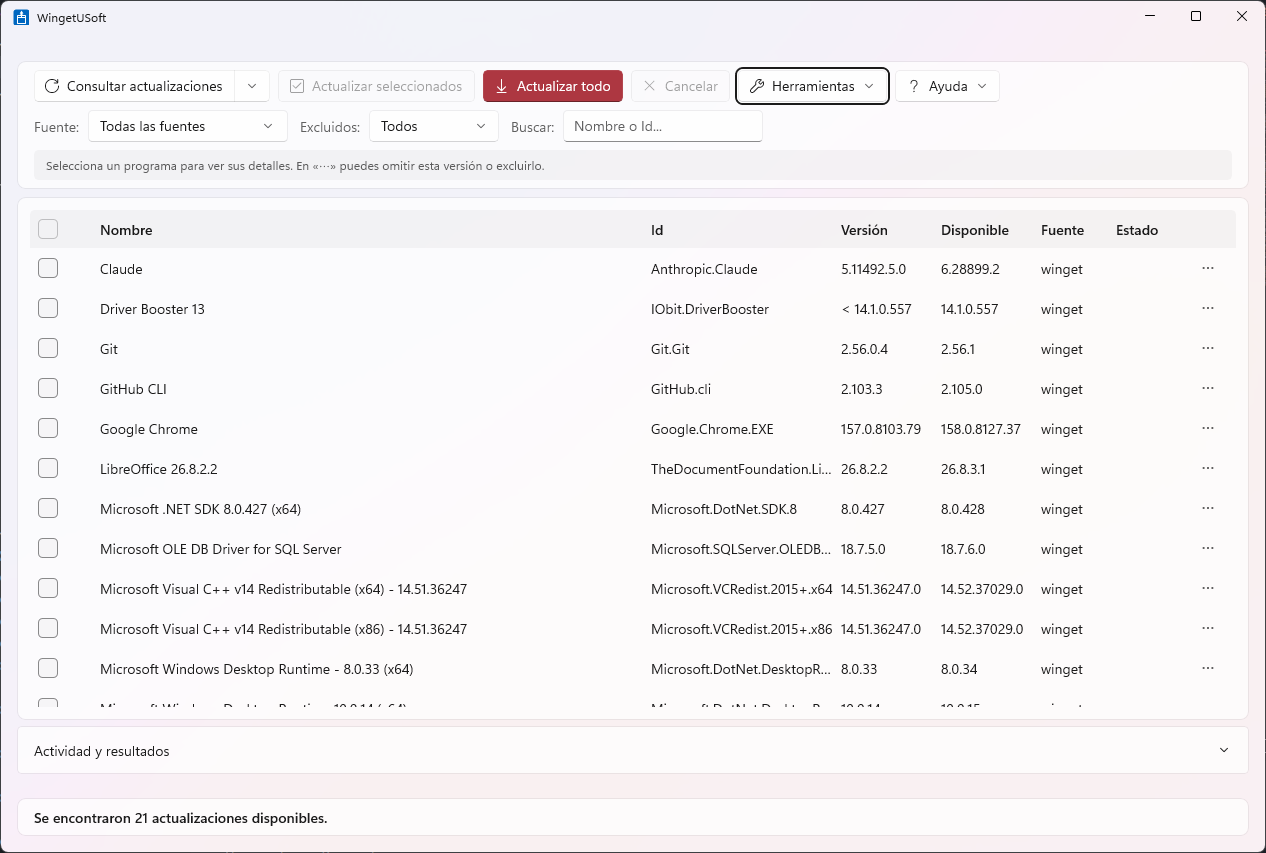 WingetUSoft
Consultar actualizaciones Actualizar seleccionados Actualizar todo Cancelar Herramientas ? Ayuda
Fuente: Todas las fuentes Excluidos: Todos Buscar: Nombre o Id...
Selecciona un programa para ver sus detalles. En «···» puedes omitir esta versión o excluirlo.
Nombre Id Versión Disponible Fuente Estado
Claude Anthropic.Claude 5.11492.5.0 6.28899.2 winget ···
Driver Booster 13 IObit.DriverBooster < 14.1.0.557 14.1.0.557 winget ···
Git Git.Git 2.56.0.4 2.56.1 winget ···
GitHub CLI GitHub.cli 2.103.3 2.105.0 winget ···
Google Chrome Google.Chrome.EXE 157.0.8103.79 158.0.8127.37 winget ···
LibreOffice 26.8.2.2 TheDocumentFoundation.Li... 26.8.2.2 26.8.3.1 winget ···
Microsoft .NET SDK 8.0.427 (x64) Microsoft.DotNet.SDK.8 8.0.427 8.0.428 winget ···
Microsoft OLE DB Driver for SQL Server Microsoft.SQLServer.OLEDB... 18.7.5.0 18.7.6.0 winget ···
Microsoft Visual C++ v14 Redistributable (x64) - 14.51.36247 Microsoft.VCRedist.2015+.x64 14.51.36247.0 14.52.37029.0 winget ···
Microsoft Visual C++ v14 Redistributable (x86) - 14.51.36247 Microsoft.VCRedist.2015+.x86 14.51.36247.0 14.52.37029.0 winget ···
Microsoft Windows Desktop Runtime - 8.0.33 (x64) Microsoft.DotNet.DesktopR... 8.0.33 8.0.34 winget ···
Actividad y resultados
Se encontraron 21 actualizaciones disponibles.